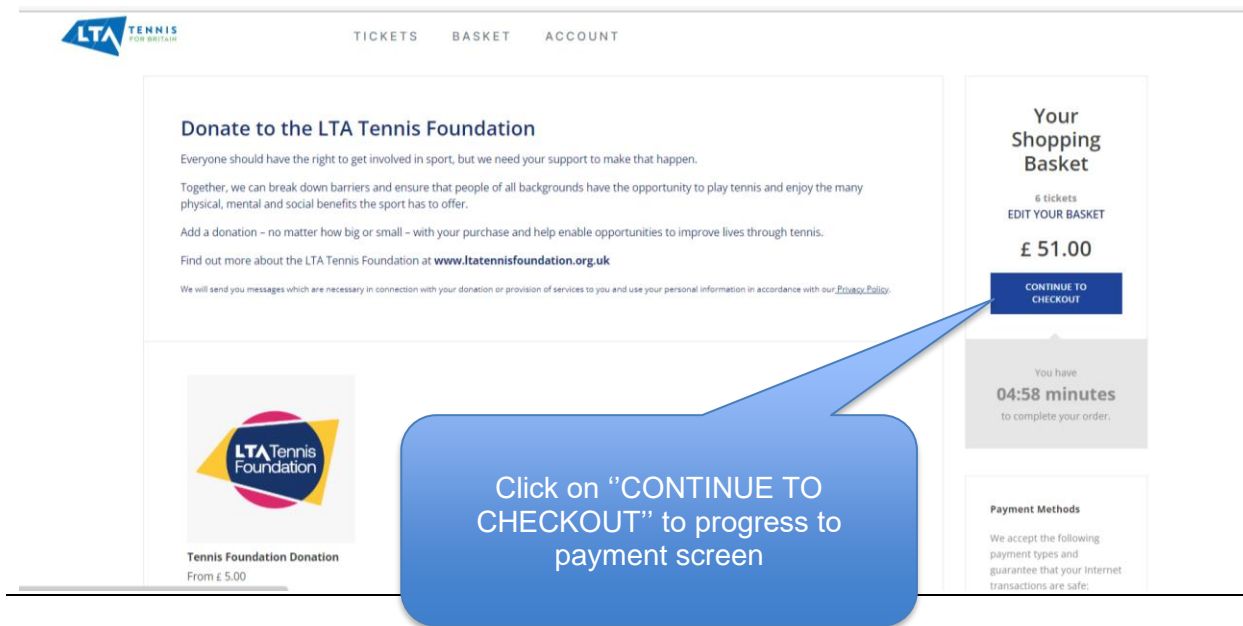 LTA TENNIS
FOR BRITAIN
TICKETS BASKET ACCOUNT
Donate to the LTA Tennis Foundation
Everyone should have the right to get involved in sport, but we need your support to make that happen.
Together, we can break down barriers and ensure that people of all backgrounds have the opportunity to play tennis and enjoy the many
physical, mental and social benefits the sport has to offer.
Add a donation – no matter how big or small – with your purchase and help enable opportunities to improve lives through tennis.
Find out more about the LTA Tennis Foundation at www.ltatennisfoundation.org.uk
We will send you messages which are necessary in connection with your donation or provision of services to you and use your personal information in accordance with our Privacy Policy.
LTA Tennis
Foundation
Tennis Foundation Donation
From £ 5.00
Click on ‘’CONTINUE TO
CHECKOUT’’ to progress to
payment screen
Your
Shopping
Basket
6 tickets
EDIT YOUR BASKET
£ 51.00
CONTINUE TO
CHECKOUT
You have
04:58 minutes
to complete your order.
Payment Methods
We accept the following
payment types and
guarantee that your Internet
transactions are safe: